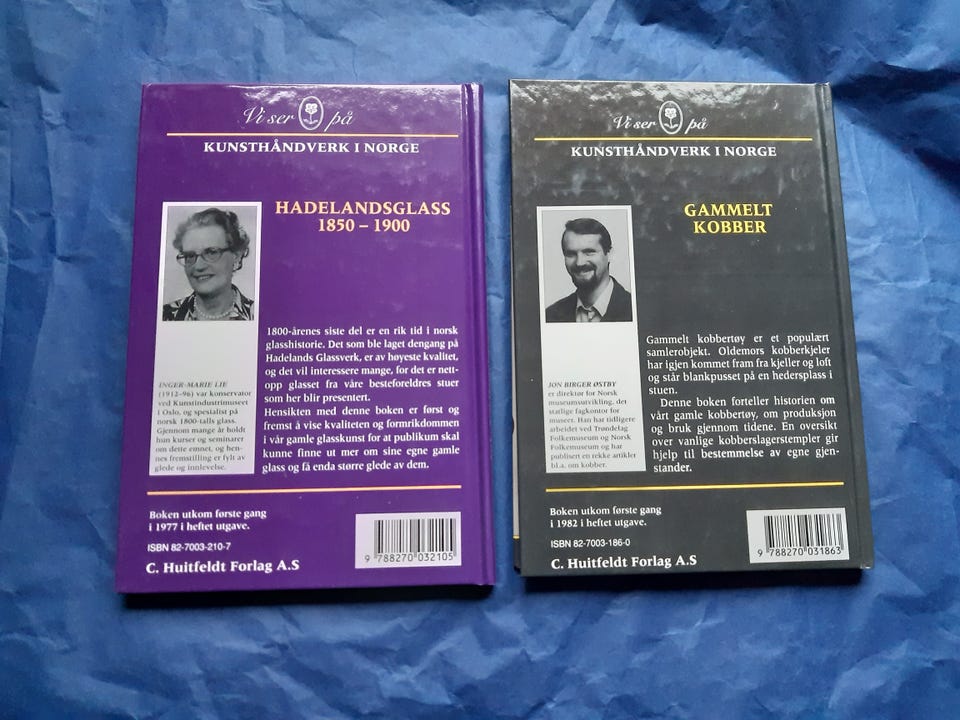 Vi ser på
KUNSTHÅNDVERK I NORGE
HADELANDSGLASS
1850 – 1900
1800-årenes siste del er en rik tid i norsk
glasshistorie. Det som ble laget dengang på
Hadelands Glassverk, er av høyeste kvalitet,
og det vil interessere mange, for det er nett-
opp glasset fra våre besteforeldres stuer
som her blir presentert.
Hensikten med denne boken er først og
fremst å vise kvaliteten og formrikdommen
i vår gamle glasskunst for at publikum skal
kunne finne ut mer om sine egne gamle
glass og få enda større glede av dem.
INGER-MARIE LIE
(1912–96) var konservator
ved Kunstindustrimuseet
i Oslo, og spesialist på
norsk 1800-talls glass.
Gjennom mange år holdt
hun kurser og seminarer
om dette emnet, og hen-
nes fremstilling er fylt av
glede og innlevelse.
Boken utkom første gang
i 1977 i heftet utgave.
ISBN 82-7003-210-7
C. Huitfeldt Forlag A.S
9 788270 032105
Vi ser på
KUNSTHÅNDVERK I NORGE
GAMMELT
KOBBER
Gammelt kobbertøy er et populært
samlerobjekt. Oldemors kobberkjeler
har igjen kommet fram fra kjeller og loft
og står blankpusset på en hedersplass i
stuen.
Denne boken forteller historien om
vårt gamle kobbertøy, om produksjon
og bruk gjennom tidene. En oversikt
over vanlige kobberslagerstempler gir
hjelp til bestemmelse av egne gjen-
stander.
JON BIRGER ØSTBY
er direktør for Norsk
museumsutvikling, det
statlige fagkontor for
museer. Han har tidligere
arbeidet ved Trøndelag
Folkemuseum og Norsk
Folkemuseum og har
publisert en rekke artikler
bl.a. om kobber.
Boken utkom første gang
i 1982 i heftet utgave.
ISBN 82-7003-186-0
C. Huitfeldt Forlag A.S
9 788270 031863